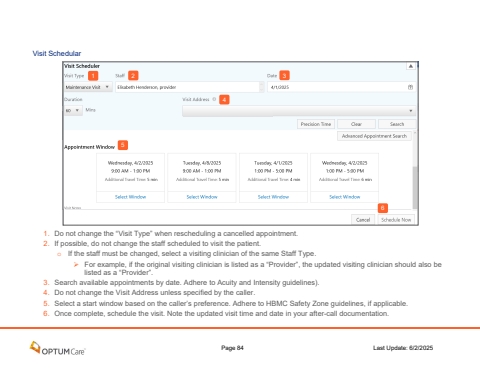 Visit Schedular
Visit Scheduler
Visit Type 1 Staff 2 Date 3
Maintenance Visit Elisabeth Henderson, provider 4/1/2025
Duration Visit Address 4
60 Mins
Precision Time Clear Search
Advanced Appointment Search
Appointment Window 5
Wednesday, 4/2/2025 Tuesday, 4/8/2025 Tuesday, 4/1/2025 Wednesday, 4/2/2025
9:00 AM - 1:00 PM 9:00 AM - 1:00 PM 1:00 PM - 5:00 PM 1:00 PM - 5:00 PM
Additional Travel Time: 5 min Additional Travel Time: 5 min Additional Travel Time: 4 min Additional Travel Time: 6 min
Select Window Select Window Select Window Select Window
Visit Notes
6
Cancel Schedule Now
1. Do not change the “Visit Type” when rescheduling a cancelled appointment.
2. If possible, do not change the staff scheduled to visit the patient.
o If the staff must be changed, select a visiting clinician of the same Staff Type.
➢ For example, if the original visiting clinician is listed as a “Provider”, the updated visiting clinician should also be
listed as a “Provider”.
3. Search available appointments by date. Adhere to Acuity and Intensity guidelines).
4. Do not change the Visit Address unless specified by the caller.
5. Select a start window based on the caller’s preference. Adhere to HBMC Safety Zone guidelines, if applicable.
6. Once complete, schedule the visit. Note the updated visit time and date in your after-call documentation.
OPTUMCare Page 84 Last Update: 6/2/2025